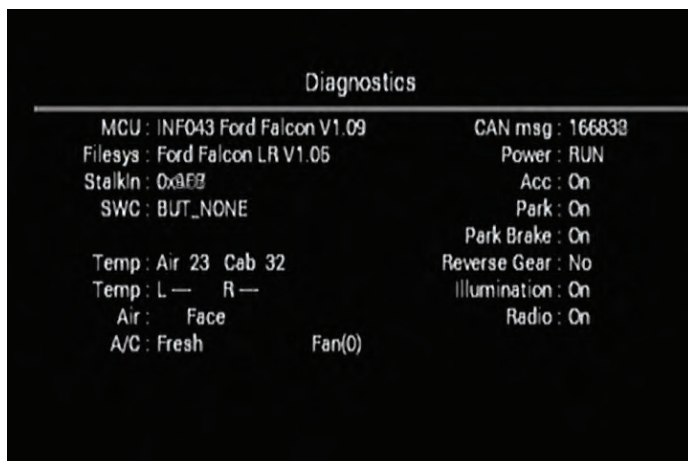 Diagnostics
MCU : INF043 Ford Falcon V1.09
Filesys : Ford Falcon LR V1.06
StalkIn :
SWC : BUT_NONE
Temp : Air 23 Cab 32
Temp : L — R —
Air : Face
A/C : Fresh Fan(0)
CAN msg :
Power : RUN
Acc : On
Park : On
Park Brake : On
Reverse Gear : No
Illumination : On
Radio : On